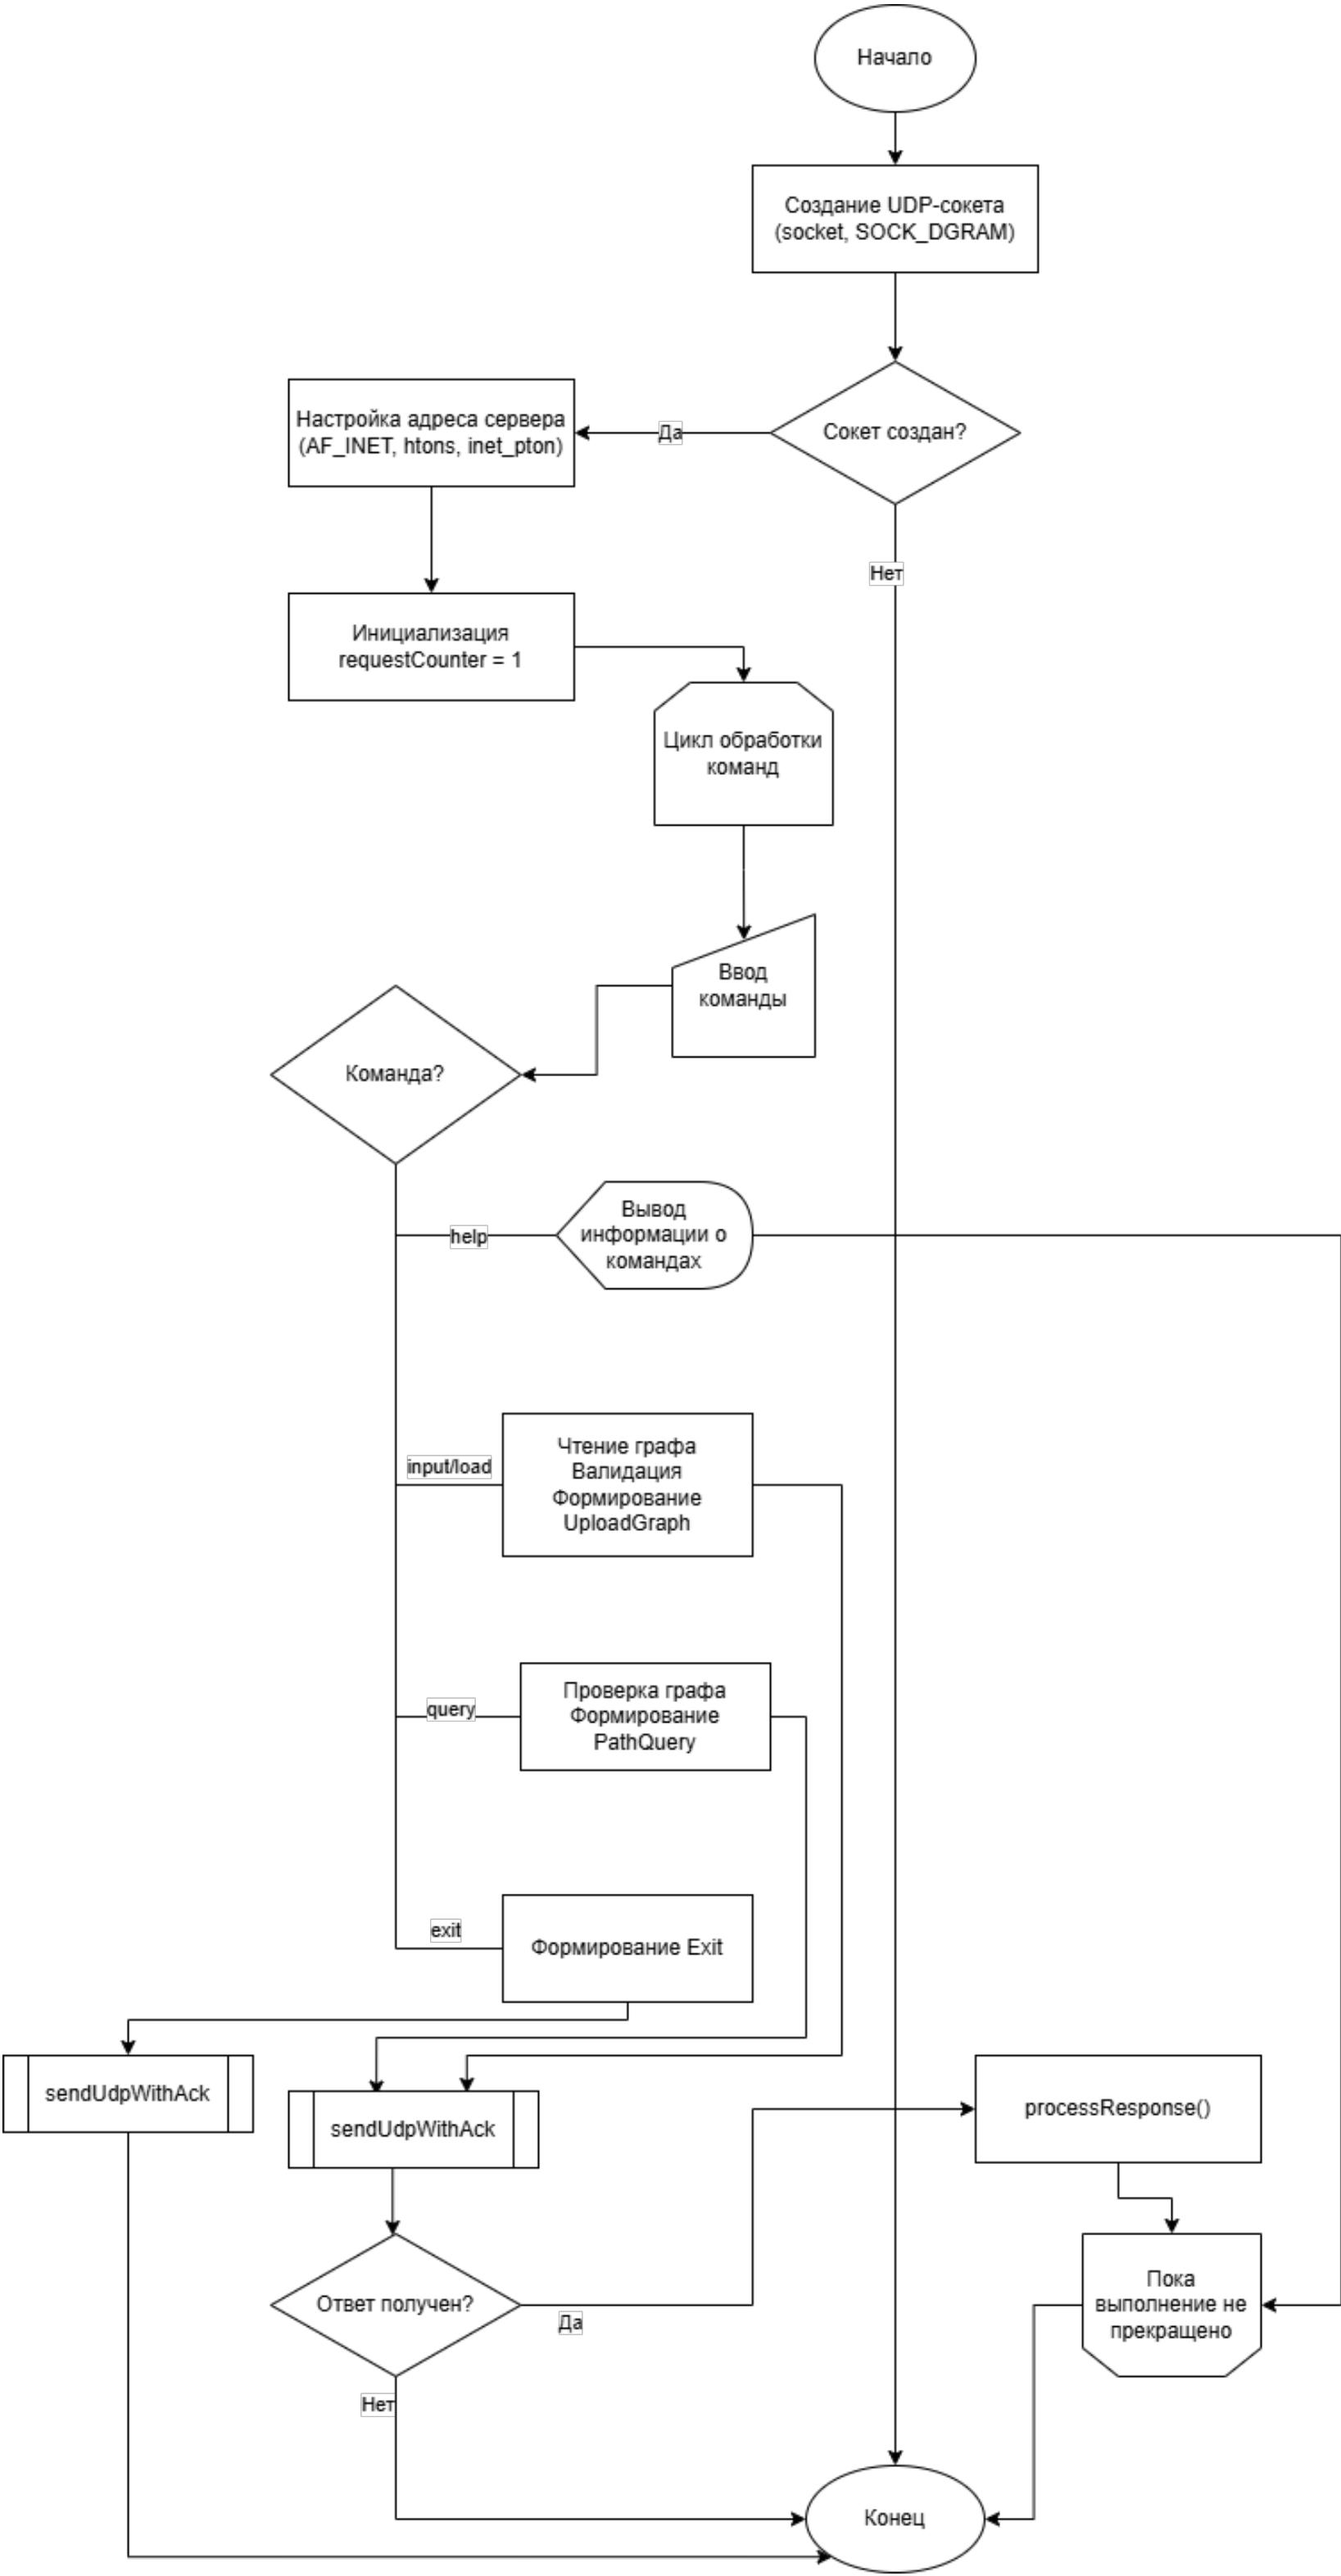 Начало
Создание UDP-сокета
(socket, SOCK_DGRAM)
Сокет создан?
Да
Настройка адреса сервера
(AF_INET, htons, inet_pton)
Нет
Инициализация
requestCounter = 1
Цикл обработки
команд
Ввод
команды
Команда?
help
Вывод
информации о
командах
input/load
Чтение графа
Валидация
Формирование
UploadGraph
query
Проверка графа
Формирование
PathQuery
exit
Формирование Exit
sendUdpWithAck
sendUdpWithAck
processResponse()
Ответ получен?
Да
Пока
выполнение не
прекращено
Нет
Конец